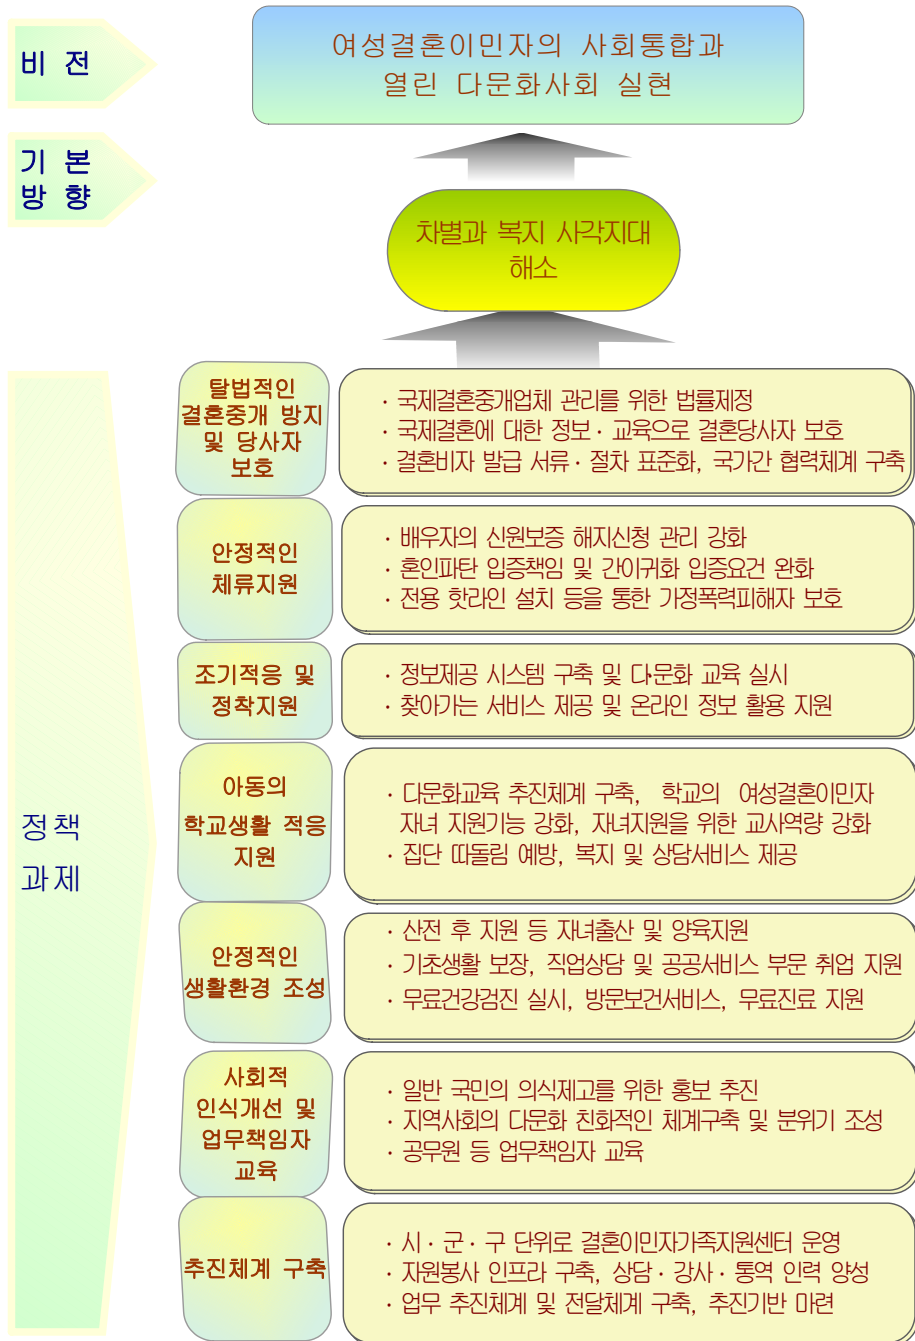 비 전
여성결혼이민자의 사회통합과
열린 다문화사회 실현
기 본
방 향
차별과 복지 사각지대
해소
정책
과제
탈법적인
결혼중개 방지
및 당사자
보호
· 국제결혼중개업체 관리를 위한 법률제정
· 국제결혼에 대한 정보· 교육으로 결혼당사자 보호
· 결혼비자 발급 서류· 절차 표준화, 국가간 협력체계 구축
안정적인
체류지원
· 배우자의 신원보증 해지신청 관리 강화
· 혼인파탄 입증책임 및 간이귀화 입증요건 완화
· 전용 핫라인 설치 등을 통한 가정폭력피해자 보호
조기적응 및
정착지원
· 정보제공 시스템 구축 및 다문화 교육 실시
· 찾아가는 서비스 제공 및 온라인 정보 활용 지원
아동의
학교생활 적응
지원
· 다문화교육 추진체계 구축, 학교의 여성결혼이민자
자녀 지원기능 강화, 자녀지원을 위한 교사역량 강화
· 집단 따돌림 예방, 복지 및 상담서비스 제공
안정적인
생활환경 조성
· 산전 후 지원 등 자녀출산 및 양육지원
· 기초생활 보장, 직업상담 및 공공서비스 부문 취업 지원
· 무료건강검진 실시, 방문보건서비스, 무료진료 지원
사회적
인식개선 및
업무책임자
교육
· 일반 국민의 의식제고를 위한 홍보 추진
· 지역사회의 다문화 친화적인 체계구축 및 분위기 조성
· 공무원 등 업무책임자 교육
추진체계 구축
· 시· 군· 구 단위로 결혼이민자가족지원센터 운영
· 자원봉사 인프라 구축, 상담· 강사· 통역 인력 양성
· 업무 추진체계 및 전달체계 구축, 추진기반 마련